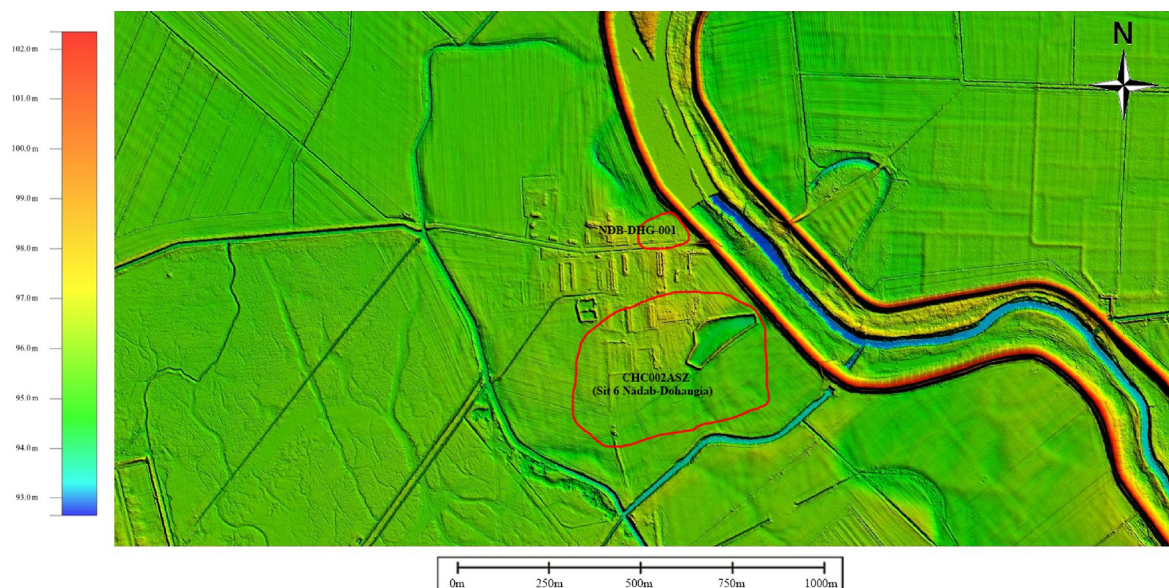 102.0 m
101.0 m
100.0 m
99.0 m
98.0 m
97.0 m
96.0 m
95.0 m
94.0 m
93.0 m
N
NDB-DHG-001
CHC002ASZ
(Sit 6 Nădab-Dohangia)
0m 250m 500m 750m 1000m